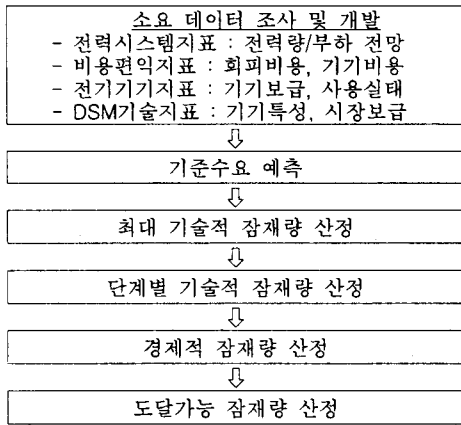 소요 데이터 조사 및 개발
- 전력시스템지표 : 전력량/부하 전망
- 비용편익지표 : 회피비용, 기기비용
- 전기기기지표 : 기기보급, 사용실태
- DSM기술지표 : 기기특성, 시장보급
기준수요 예측
최대 기술적 잠재량 산정
단계별 기술적 잠재량 산정
경제적 잠재량 산정
도달가능 잠재량 산정